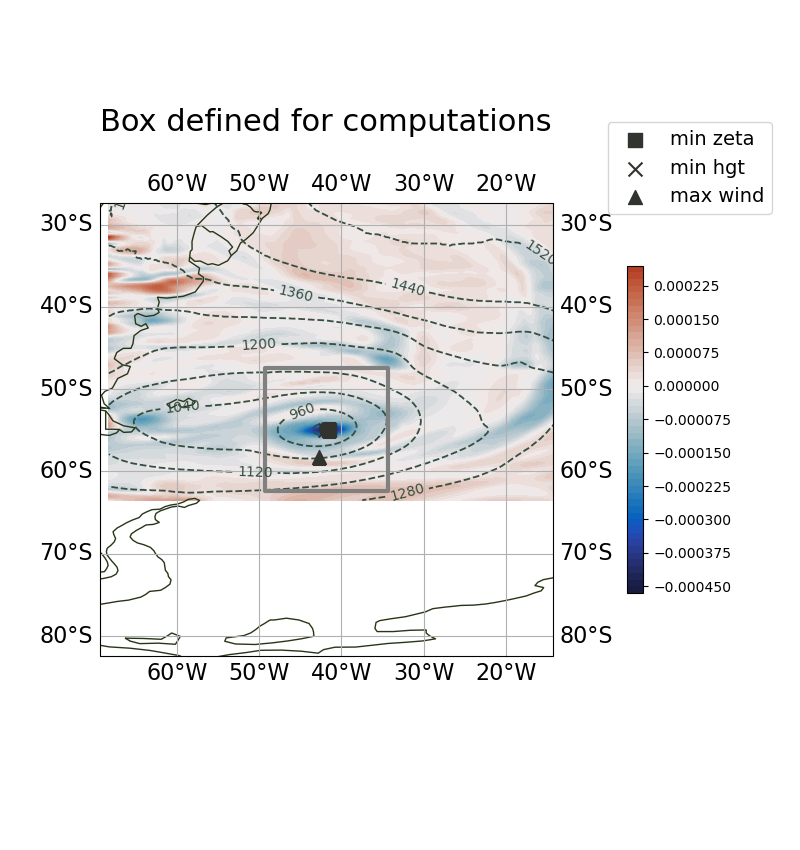 Box defined for computations
min zeta
min hgt
max wind
60°W 50°W 40°W 30°W 20°W
30°S 30°S
40°S 40°S
50°S 50°S
60°S 60°S
70°S 70°S
80°S 80°S
60°W 50°W 40°W 30°W 20°W
1520
1440
1360
1200
1040
960
1120
1280
0.000225
0.000150
0.000075
0.000000
−0.000075
−0.000150
−0.000225
−0.000300
−0.000375
−0.000450